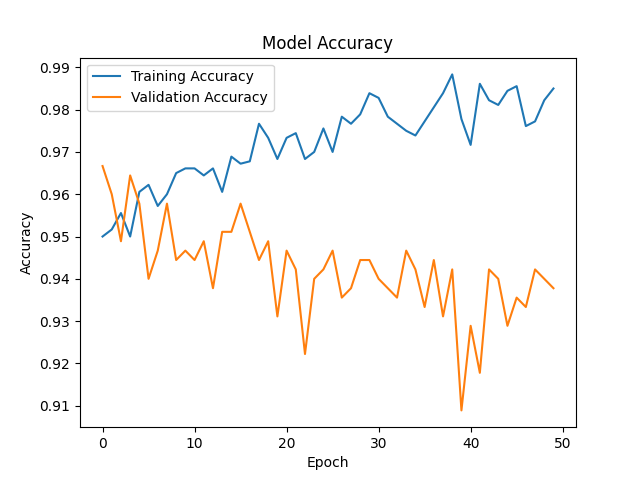 Model Accuracy
Training Accuracy
Validation Accuracy
0.99
0.98
0.97
0.96
0.95
0.94
0.93
0.92
0.91
Accuracy
0 10 20 30 40 50
Epoch